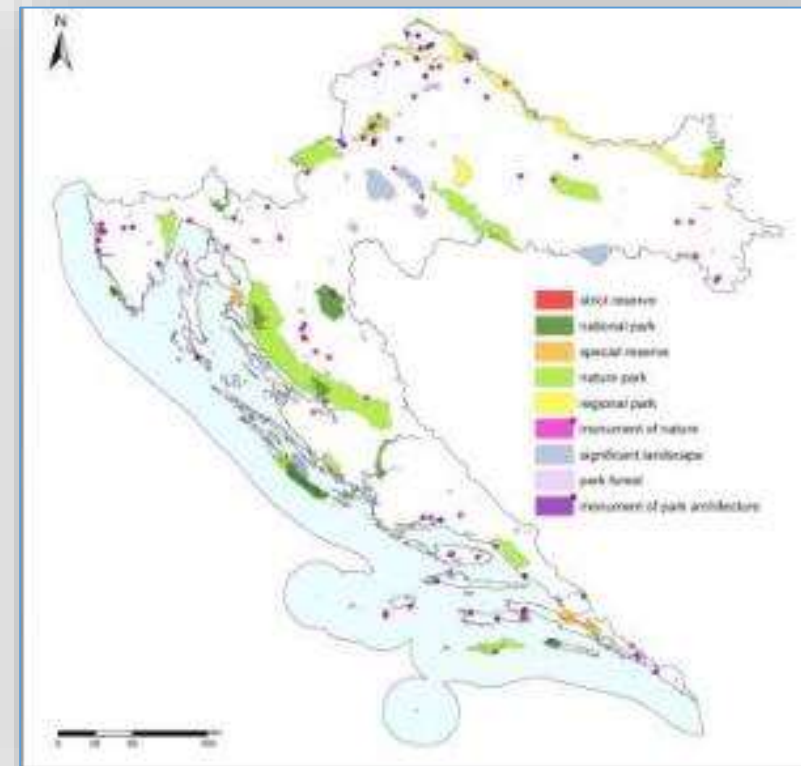 N
strict reserve
national park
special reserve
nature park
regional park
monument of nature
significant landscape
park forest
monument of park architecture
0